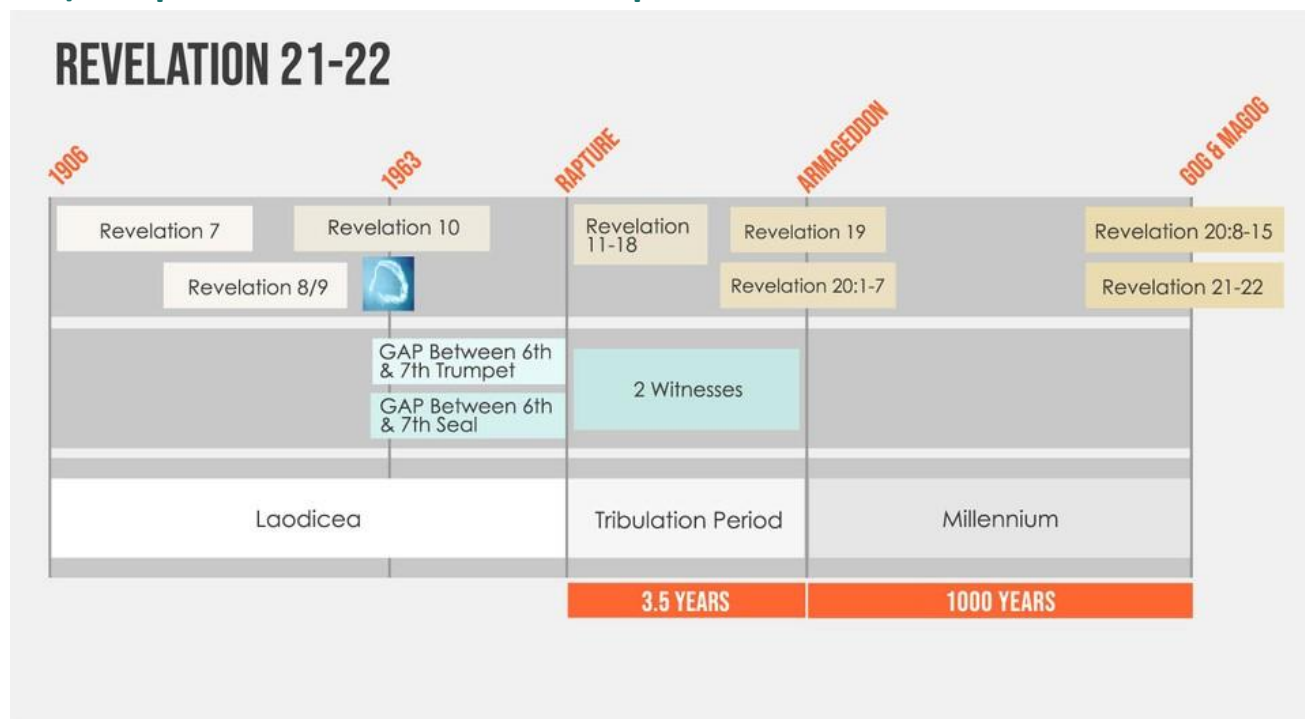 REVELATION 21-22
1906
1963
RAPTURE
ARMAGEDDON
GOG & MAGOG
Revelation 7
Revelation 10
Revelation
11-18
Revelation 19
Revelation 20:8-15
Revelation 8/9
Revelation 20:1-7
Revelation 21-22
GAP Between 6th
& 7th Trumpet
GAP Between 6th
& 7th Seal
2 Witnesses
Laodicea
Tribulation Period
Millennium
3.5 YEARS
1000 YEARS